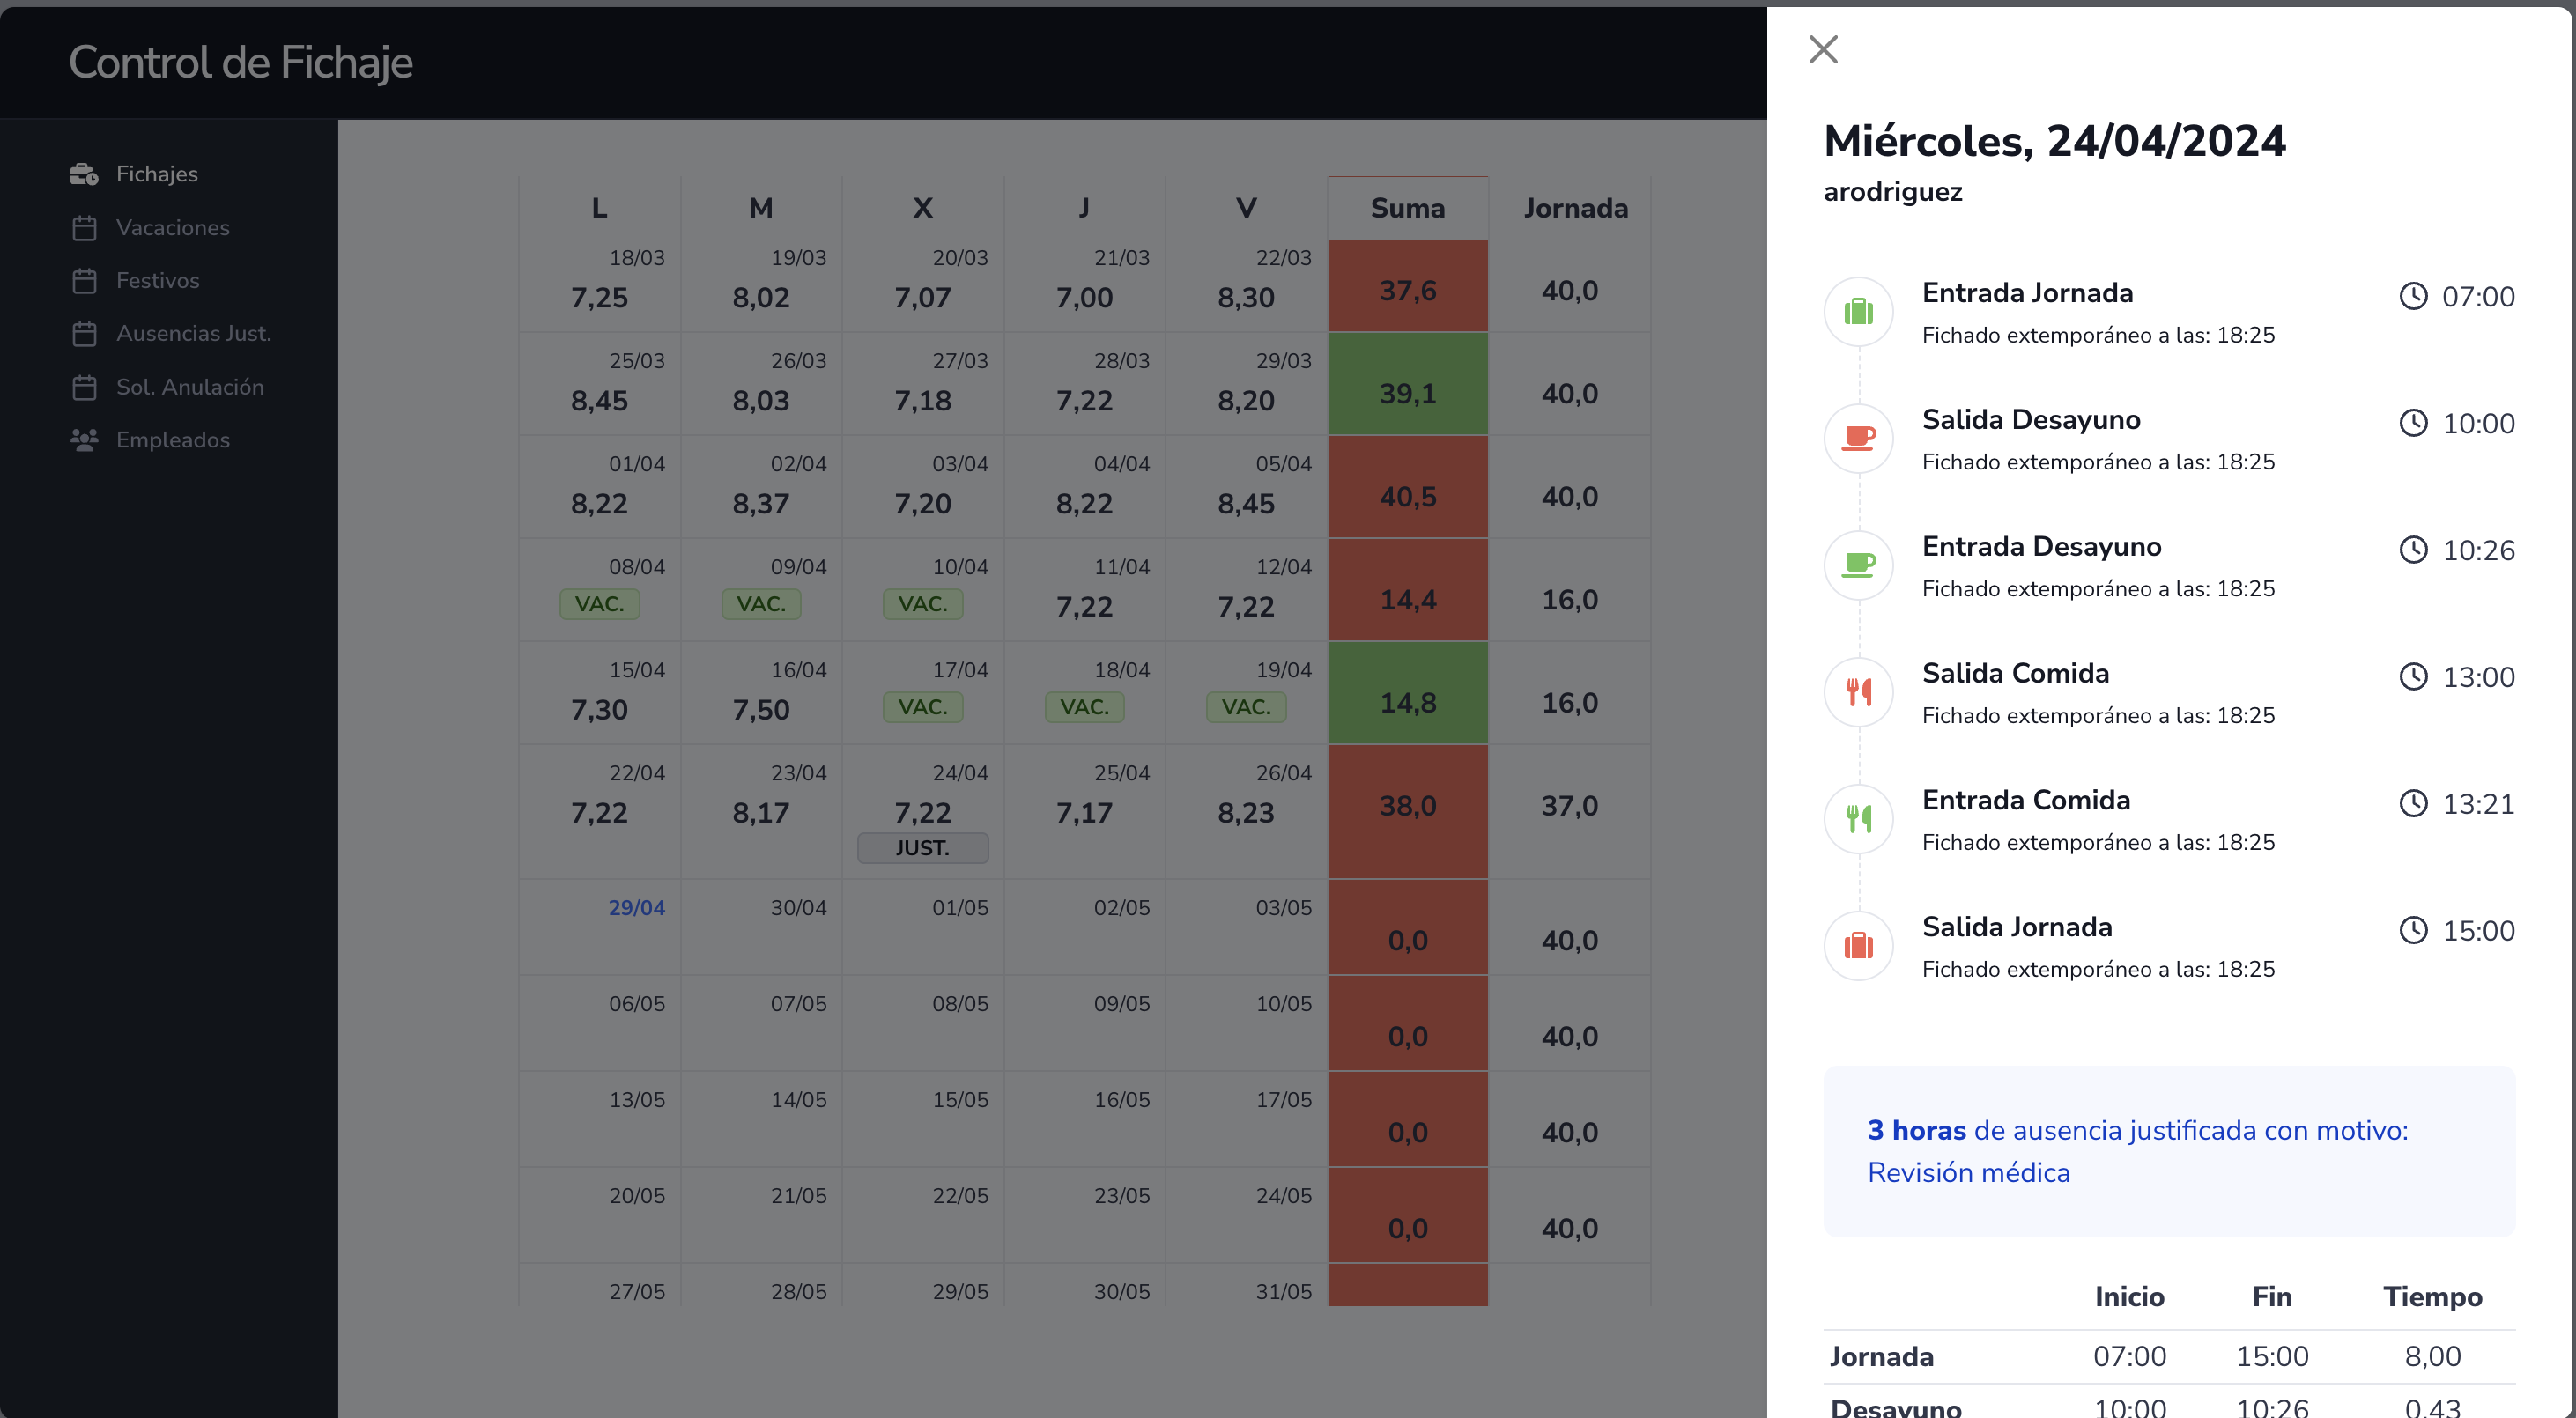 Control de Fichaje
Fichajes
Vacaciones
Festivos
Ausencias Just.
Sol. Anulación
Empleados
L M X J V Suma Jornada
18/03 19/03 20/03 21/03 22/03
7,25 8,02 7,07 7,00 8,30 37,6 40,0
25/03 26/03 27/03 28/03 29/03
8,45 8,03 7,18 7,22 8,20 39,1 40,0
01/04 02/04 03/04 04/04 05/04
8,22 8,37 7,20 8,22 8,45 40,5 40,0
08/04 09/04 10/04 11/04 12/04
VAC. VAC. VAC. 7,22 7,22 14,4 16,0
15/04 16/04 17/04 18/04 19/04
7,30 7,50 VAC. VAC. VAC. 14,8 16,0
22/04 23/04 24/04 25/04 26/04
7,22 8,17 7,22 7,17 8,23 38,0 37,0
JUST.
29/04 30/04 01/05 02/05 03/05
0,0 40,0
06/05 07/05 08/05 09/05 10/05
0,0 40,0
13/05 14/05 15/05 16/05 17/05
0,0 40,0
20/05 21/05 22/05 23/05 24/05
0,0 40,0
27/05 28/05 29/05 30/05 31/05
Miércoles, 24/04/2024
arodriguez
Entrada Jornada 07:00
Fichado extemporáneo a las: 18:25
Salida Desayuno 10:00
Fichado extemporáneo a las: 18:25
Entrada Desayuno 10:26
Fichado extemporáneo a las: 18:25
Salida Comida 13:00
Fichado extemporáneo a las: 18:25
Entrada Comida 13:21
Fichado extemporáneo a las: 18:25
Salida Jornada 15:00
Fichado extemporáneo a las: 18:25
3 horas de ausencia justificada con motivo:
Revisión médica
Inicio Fin Tiempo
Jornada 07:00 15:00 8,00
Desayuno 10:00 10:26 0,43